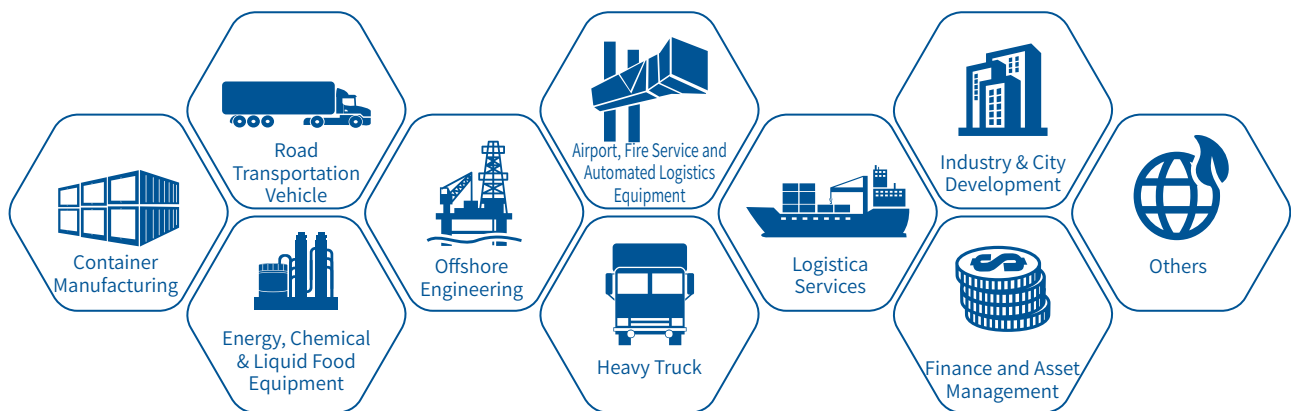 Container
Manufacturing
Road
Transportation
Vehicle
Energy, Chemical
& Liquid Food
Equipment
Offshore
Engineering
Airport, Fire Service and
Automated Logistics
Equipment
Heavy Truck
Logistica
Services
Industry & City
Development
Finance and Asset
Management
Others